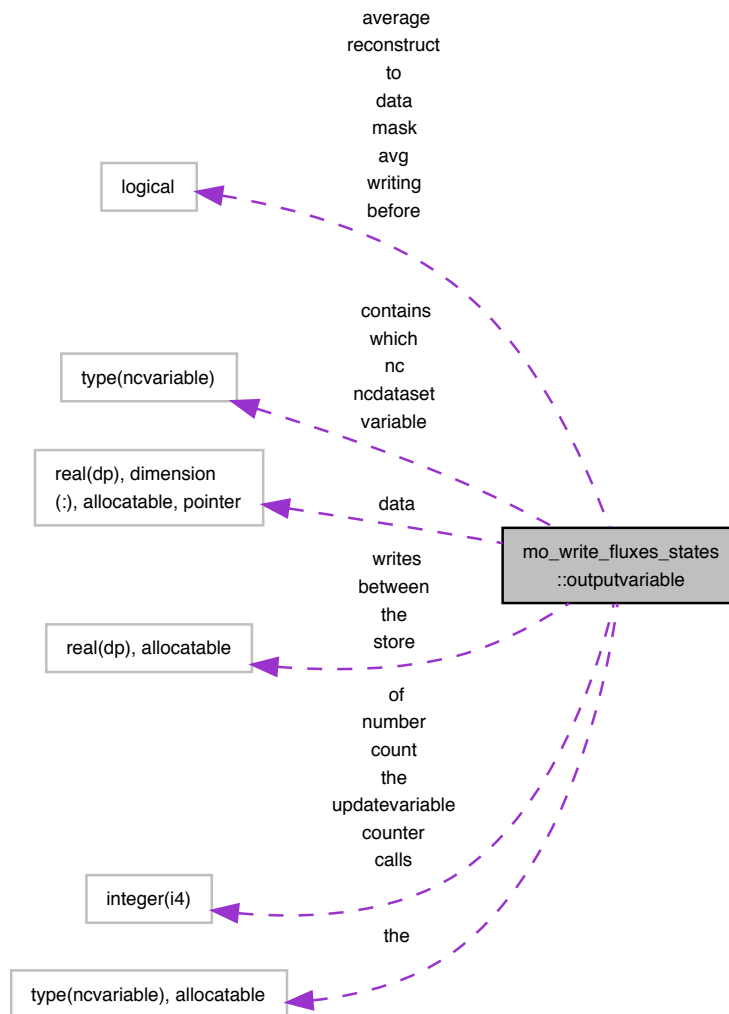 average
reconstruct
to
data
mask
avg
writing
before
logical
contains
which
nc
ncdataset
variable
type(ncvariable)
real(dp), dimension
(:), allocatable, pointer
data
mo_write_fluxes_states
::outputvariable
writes
between
the
store
real(dp), allocatable
of
number
count
the
updatevariable
counter
calls
integer(i4)
the
type(ncvariable), allocatable